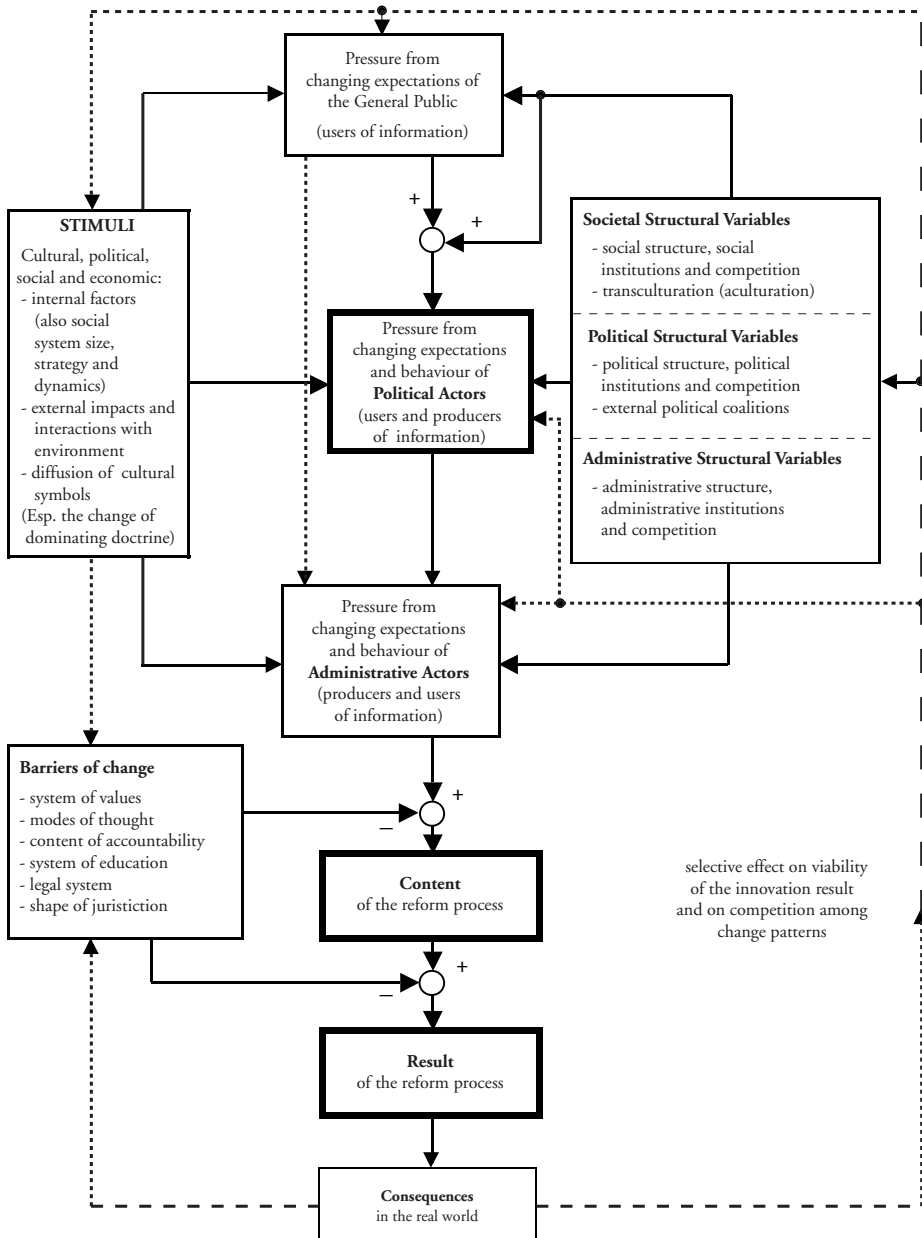 Pressure from
changing expectations of
the General Public
(users of information)
+
+
STIMULI
Cultural, political,
social and economic:
- internal factors
(also social
system size,
strategy and
dynamics)
- external impacts and
interactions with
environment
- diffusion of cultural
symbols
(Esp. the change of
dominating doctrine)
Societal Structural Variables
- social structure, social
institutions and competition
- transculturation (aculturation)
Political Structural Variables
- political structure, political
institutions and competition
- external political coalitions
Administrative Structural Variables
- administrative structure,
administrative institutions
and competition
Pressure from
changing expectations
and behaviour of
Political Actors
(users and producers
of information)
Pressure from
changing expectations
and behaviour of
Administrative Actors
(producers and users
of information)
Barriers of change
- system of values
- modes of thought
- content of accountability
- system of education
- legal system
- shape of juristiction
+
–
Content
of the reform process
selective effect on viability
of the innovation result
and on competition among
change patterns
+
–
Result
of the reform process
Consequences
in the real world